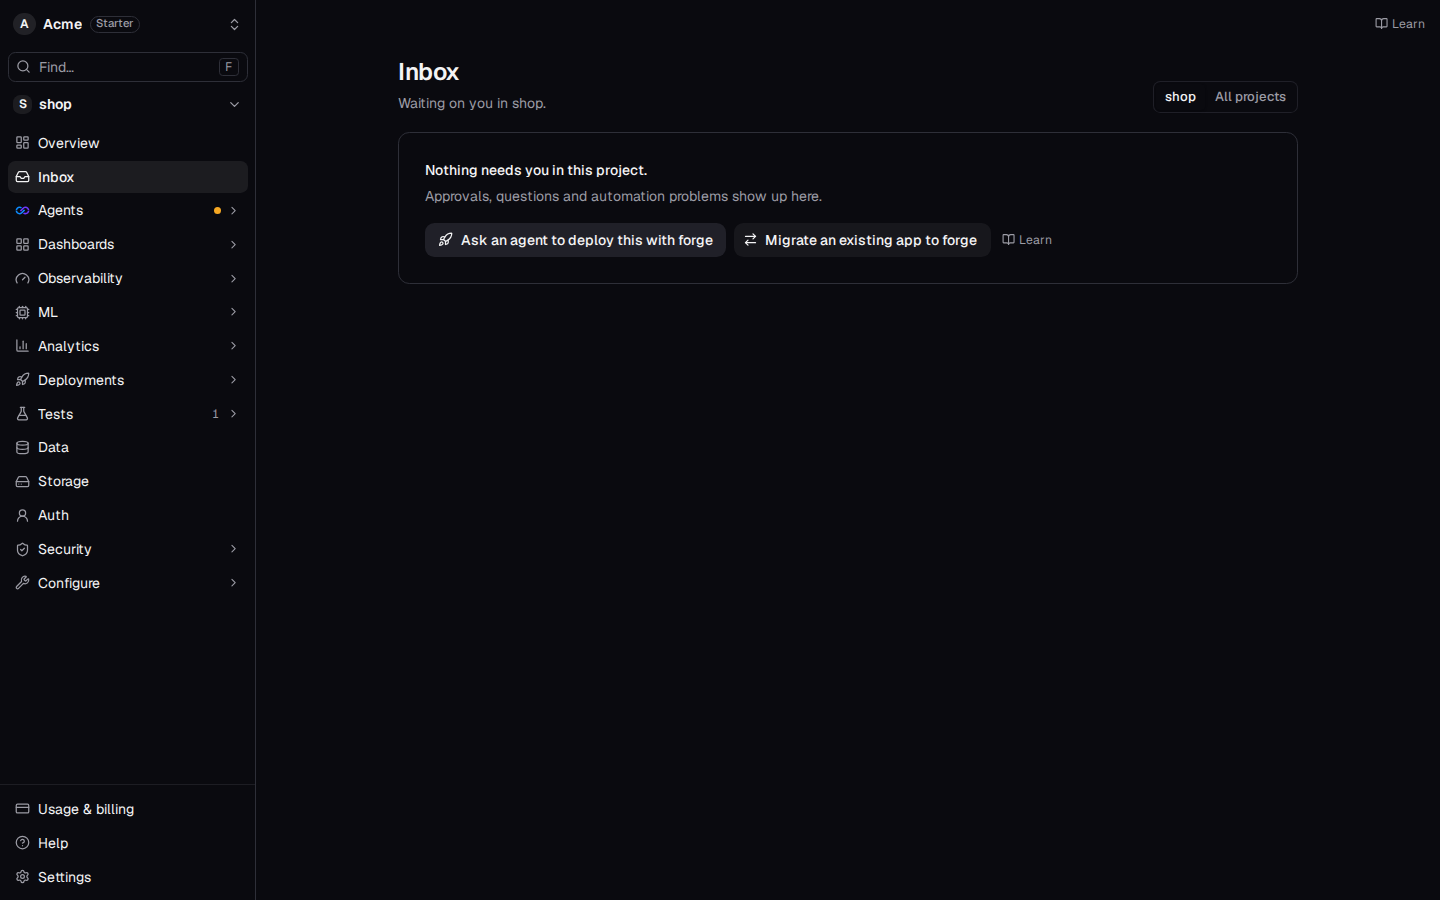 A Acme Starter
Find... F
S shop
Overview
Inbox
Agents
Dashboards
Observability
ML
Analytics
Deployments
Tests 1
Data
Storage
Auth
Security
Configure
Usage & billing
Help
Settings
Learn
Inbox
Waiting on you in shop.
shop All projects
Nothing needs you in this project.
Approvals, questions and automation problems show up here.
Ask an agent to deploy this with forge Migrate an existing app to forge Learn